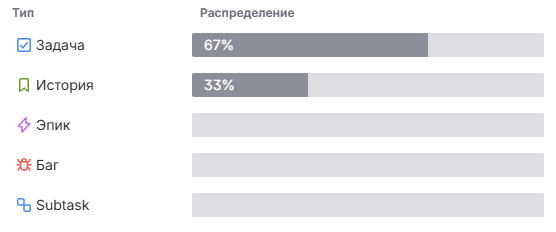 Тип Распределение
Задача 67%
История 33%
Эпик
Баг
Subtask